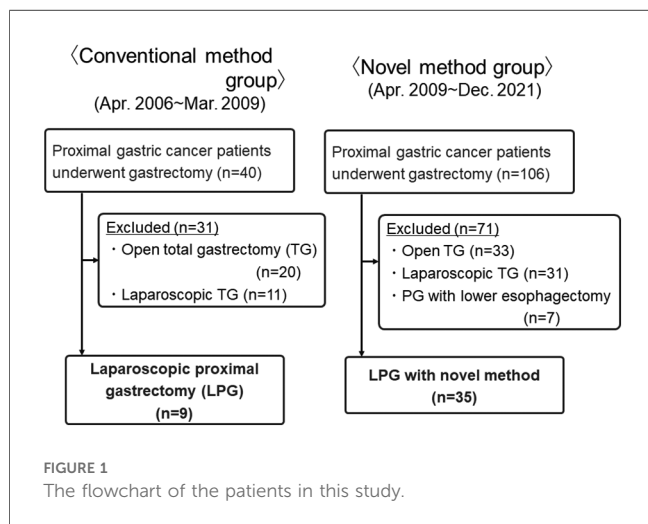 〈Conventional method
group〉
(Apr. 2006~Mar. 2009)
Proximal gastric cancer patients
underwent gastrectomy (n=40)
Excluded (n=31)
・Open total gastrectomy (TG)
(n=20)
・Laparoscopic TG (n=11)
Laparoscopic proximal
gastrectomy (LPG)
(n=9)
〈Novel method group〉
(Apr. 2009~Dec. 2021)
Proximal gastric cancer patients
underwent gastrectomy (n=106)
Excluded (n=71)
・Open TG (n=33)
・Laparoscopic TG (n=31)
・PG with lower esophagectomy
(n=7)
LPG with novel method
(n=35)
FIGURE 1
The flowchart of the patients in this study.